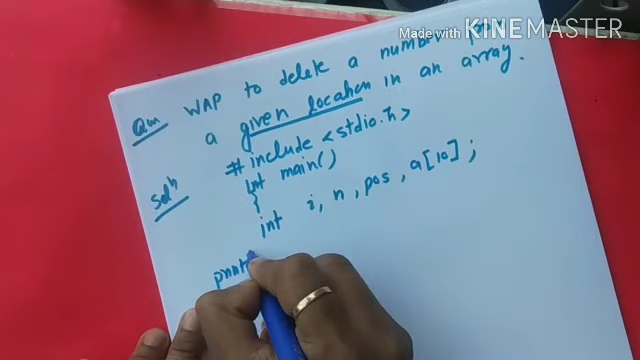 Made with KINEMASTER
Qn WAP to delete a number from
a given location in an array.
Solⁿ # include <stdio.h>
int main()
{
int i, n, pos, a[10];
print